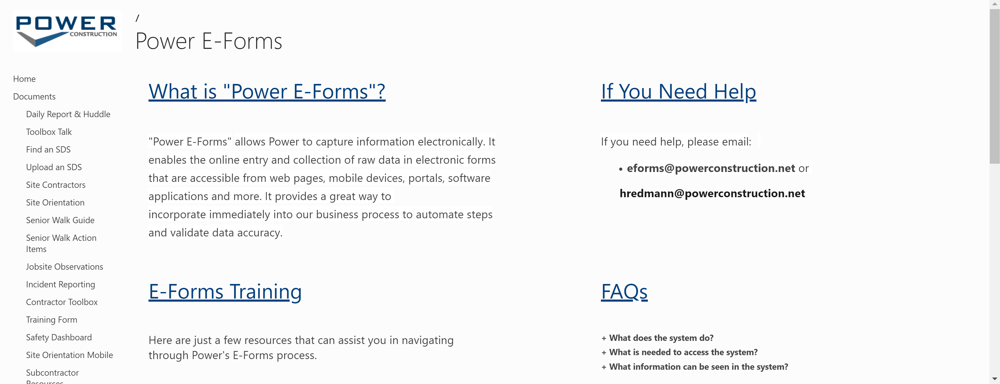 POWER
CONSTRUCTION
/
Power E-Forms
Home
Documents
Daily Report & Huddle
Toolbox Talk
Find an SDS
Upload an SDS
Site Contractors
Site Orientation
Senior Walk Guide
Senior Walk Action
Items
Jobsite Observations
Incident Reporting
Contractor Toolbox
Training Form
Safety Dashboard
Site Orientation Mobile
Subcontractor
Resources
What is "Power E-Forms"?
"Power E-Forms" allows Power to capture information electronically. It
enables the online entry and collection of raw data in electronic forms
that are accessible from web pages, mobile devices, portals, software
applications and more. It provides a great way to
incorporate immediately into our business process to automate steps
and validate data accuracy.
If You Need Help
If you need help, please email:
• eforms@powerconstruction.net or
hredmann@powerconstruction.net
E-Forms Training
Here are just a few resources that can assist you in navigating
through Power's E-Forms process.
FAQs
+ What does the system do?
+ What is needed to access the system?
+ What information can be seen in the system?